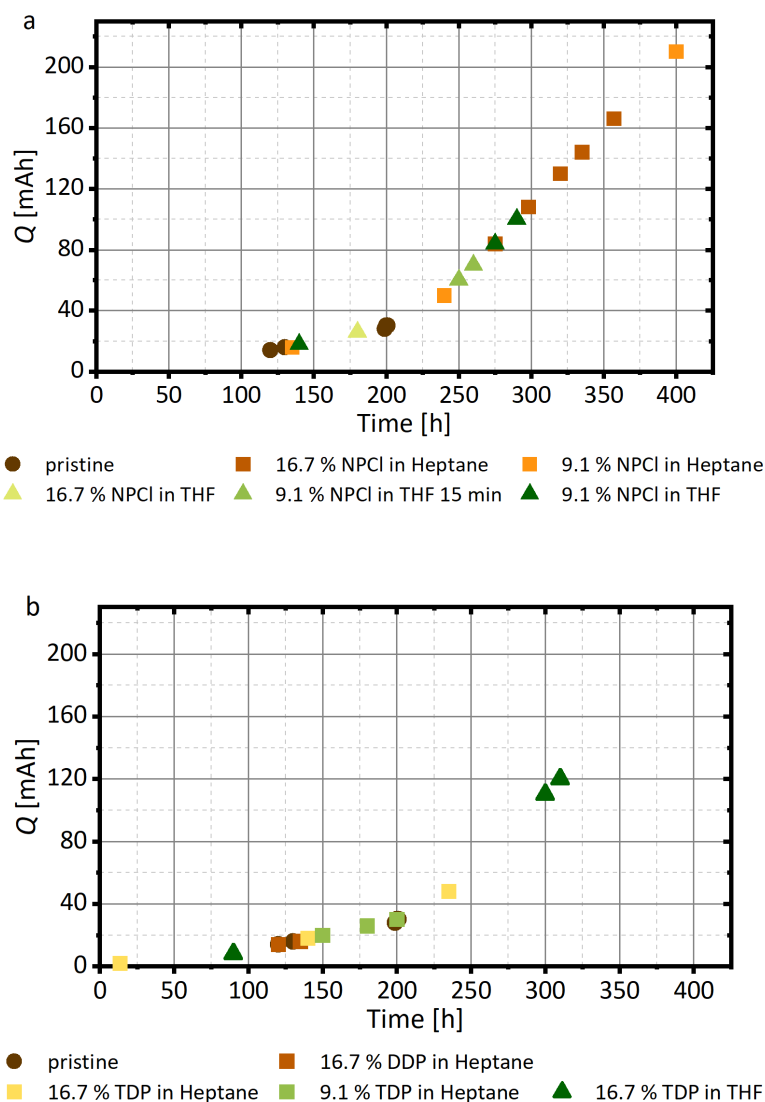 a
200
160
120
80
40
0
Q [mAh]
0 50 100 150 200 250 300 350 400
Time [h]
pristine 16.7 % NPCl in Heptane 9.1 % NPCl in Heptane
16.7 % NPCl in THF 9.1 % NPCl in THF 15 min 9.1 % NPCl in THF
b
200
160
120
80
40
0
Q [mAh]
0 50 100 150 200 250 300 350 400
Time [h]
pristine 16.7 % DDP in Heptane
16.7 % TDP in Heptane 9.1 % TDP in Heptane 16.7 % TDP in THF